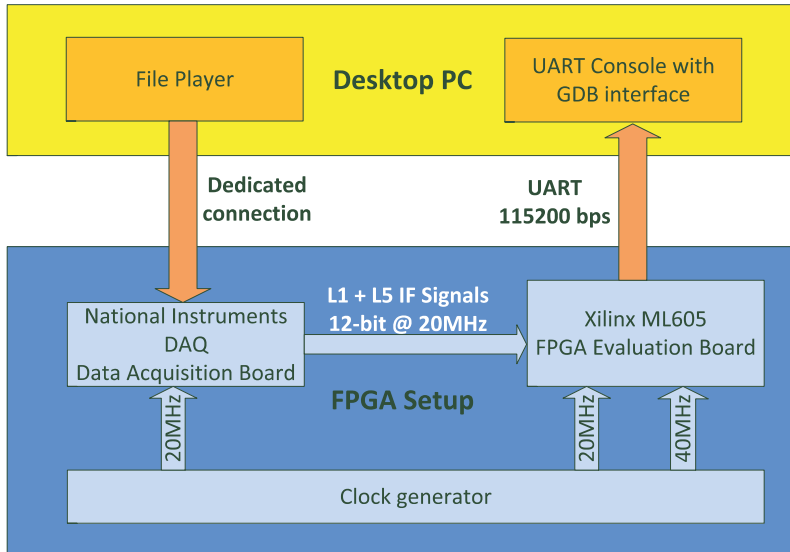 File Player
Desktop PC
UART Console with
GDB interface
Dedicated
connection
UART
115200 bps
L1 + L5 IF Signals
12-bit @ 20MHz
National Instruments
DAQ
Data Acquisition Board
Xilinx ML605
FPGA Evaluation Board
FPGA Setup
20MHz
20MHz
40MHz
Clock generator